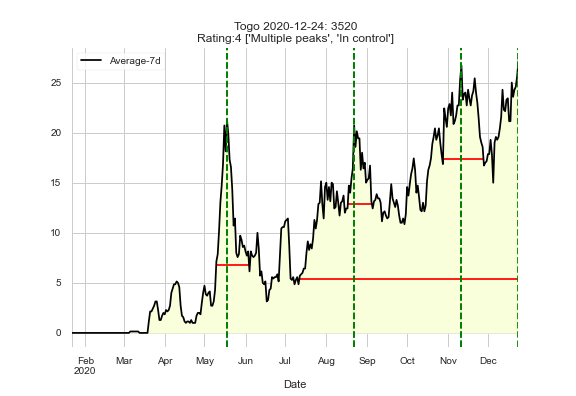 Togo 2020-12-24: 3520
Rating:4 ['Multiple peaks', 'In control']
Average-7d
25
20
15
10
5
0
Feb Mar Apr May Jun Jul Aug Sep Oct Nov Dec
2020
Date